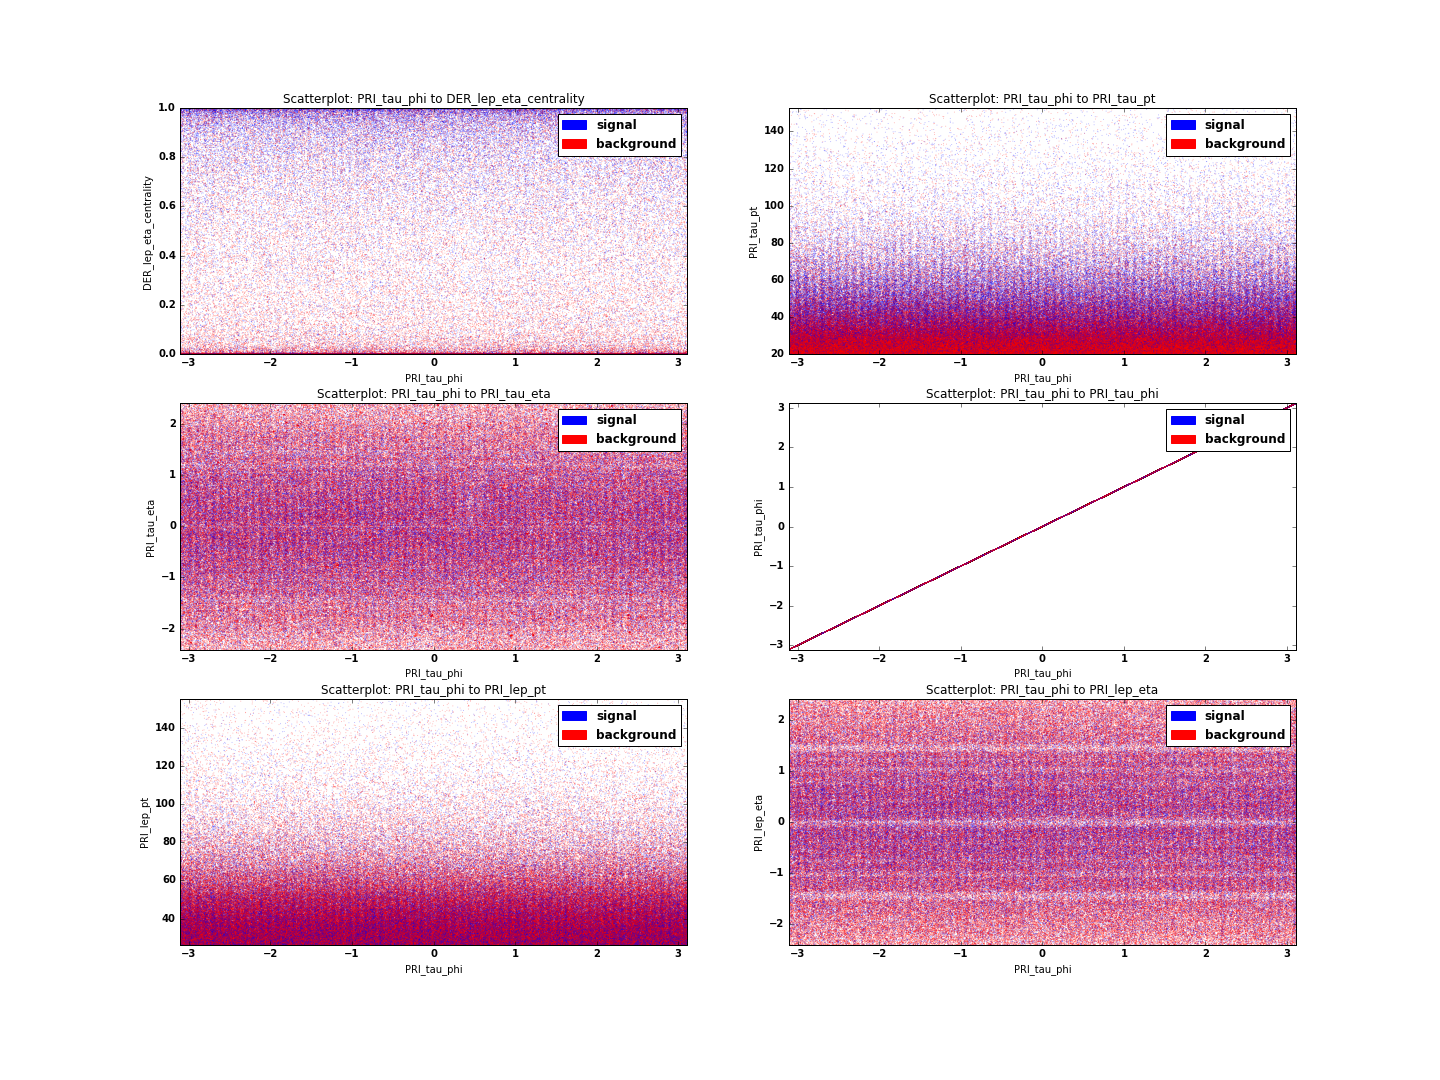 Scatterplot: PRI_tau_phi to DER_lep_eta_centrality
DER_lep_eta_centrality
1.0
0.8
0.6
0.4
0.2
0.0
signal
background
−3 −2 −1 0 1 2 3
PRI_tau_phi
Scatterplot: PRI_tau_phi to PRI_tau_pt
PRI_tau_pt
140
120
100
80
60
40
20
signal
background
−3 −2 −1 0 1 2 3
PRI_tau_phi
Scatterplot: PRI_tau_phi to PRI_tau_eta
PRI_tau_eta
2
1
0
−1
−2
signal
background
−3 −2 −1 0 1 2 3
PRI_tau_phi
Scatterplot: PRI_tau_phi to PRI_tau_phi
PRI_tau_phi
3
2
1
0
−1
−2
−3
signal
background
−3 −2 −1 0 1 2 3
PRI_tau_phi
Scatterplot: PRI_tau_phi to PRI_lep_pt
PRI_lep_pt
140
120
100
80
60
40
signal
background
−3 −2 −1 0 1 2 3
PRI_tau_phi
Scatterplot: PRI_tau_phi to PRI_lep_eta
PRI_lep_eta
2
1
0
−1
−2
signal
background
−3 −2 −1 0 1 2 3
PRI_tau_phi